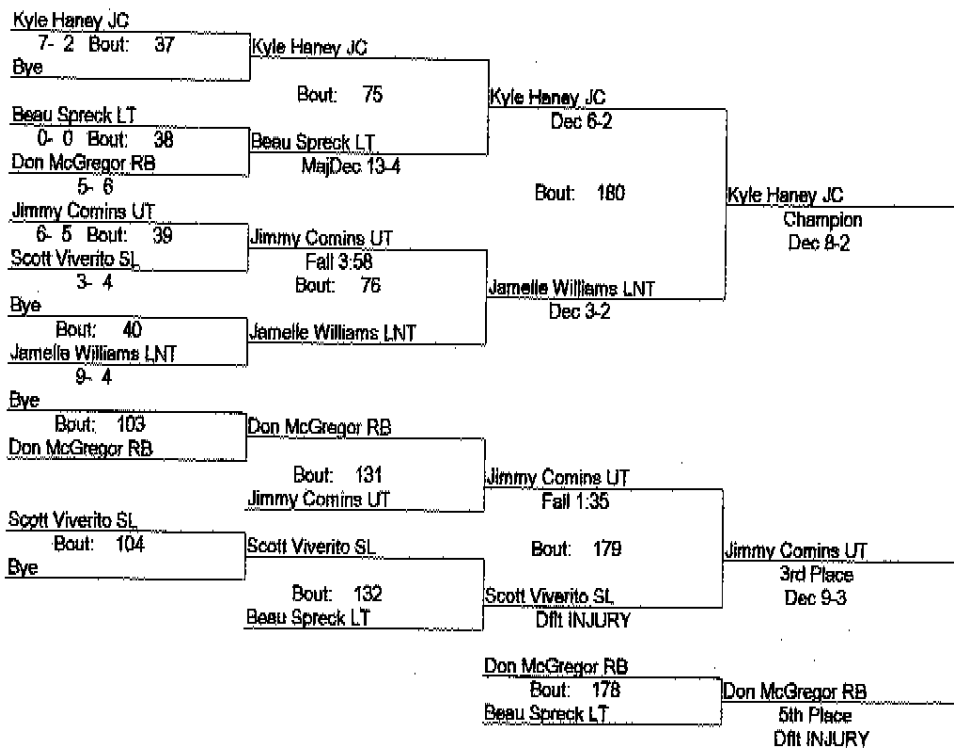 Kyle Haney JC
7- 2 Bout: 37
Bye
Kyle Haney JC
Bout: 75
Beau Spreck LT
0- 0 Bout: 38
Don McGregor RB
5- 6
Beau Spreck LT
MajDec 13-4
Kyle Haney JC
Dec 6-2
Jimmy Comins UT
6- 5 Bout: 39
Scott Viverito SL
3- 4
Jimmy Comins UT
Fall 3:58
Bout: 76
Bye
Bout: 40
Jamelle Williams LNT
9- 4
Jamelle Williams LNT
Jamelle Williams LNT
Dec 3-2
Bout: 180
Kyle Haney JC
Champion
Dec 8-2
Bye
Bout: 103
Don McGregor RB
Don McGregor RB
Bout: 131
Jimmy Comins UT
Jimmy Comins UT
Fall 1:35
Scott Viverito SL
Bout: 104
Bye
Scott Viverito SL
Bout: 132
Beau Spreck LT
Scott Viverito SL
Dflt INJURY
Bout: 179
Jimmy Comins UT
3rd Place
Dec 9-3
Don McGregor RB
Bout: 178
Beau Spreck LT
Don McGregor RB
5th Place
Dflt INJURY